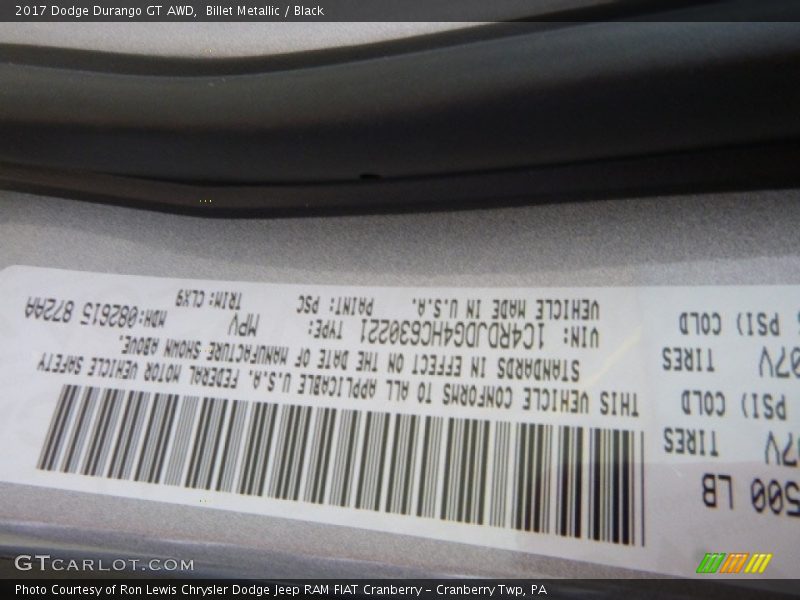 2017 Dodge Durango GT AWD, Billet Metallic / Black
500 LB
07V TIRES
PSI) COLD
07V TIRES
PSI) COLD
THIS VEHICLE CONFORMS TO ALL APPLICABLE U.S.A. FEDERAL MOTOR VEHICLE SAFETY
STANDARDS IN EFFECT ON THE DATE OF MANUFACTURE SHOWN ABOVE.
VIN: 1C4RDJDG4HC630221 TYPE: MPV MDH:082615 872AA
VEHICLE MADE IN U.S.A. PAINT: PSC TRIM: CLX9
GTCARLOT.COM
Photo Courtesy of Ron Lewis Chrysler Dodge Jeep RAM FIAT Cranberry – Cranberry Twp, PA